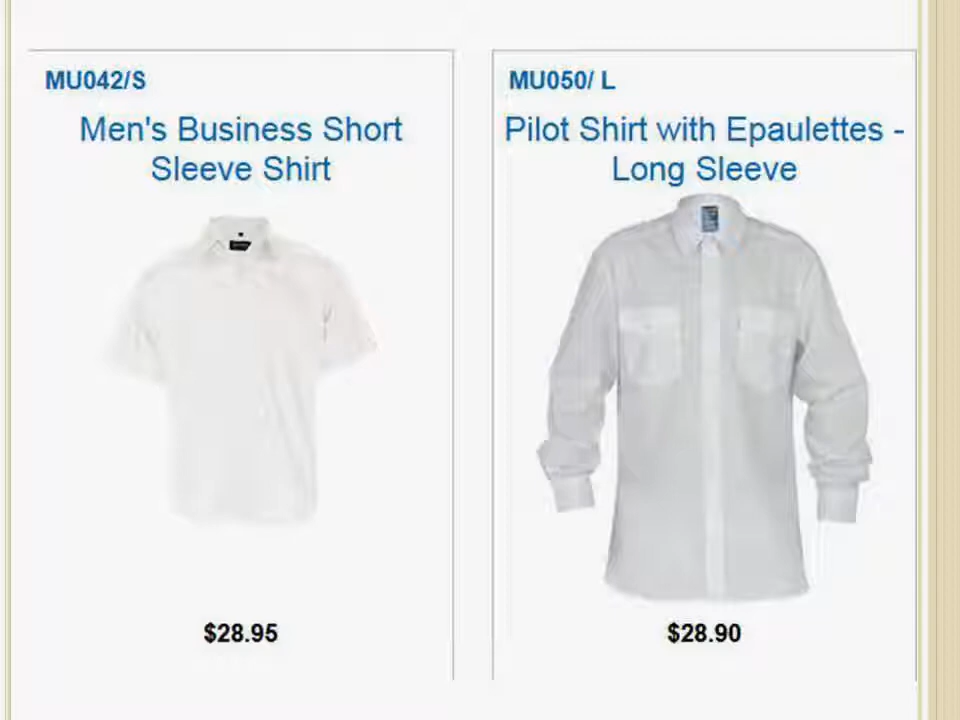 MU042/S
Men's Business Short
Sleeve Shirt
$28.95
MU050/ L
Pilot Shirt with Epaulettes -
Long Sleeve
$28.90